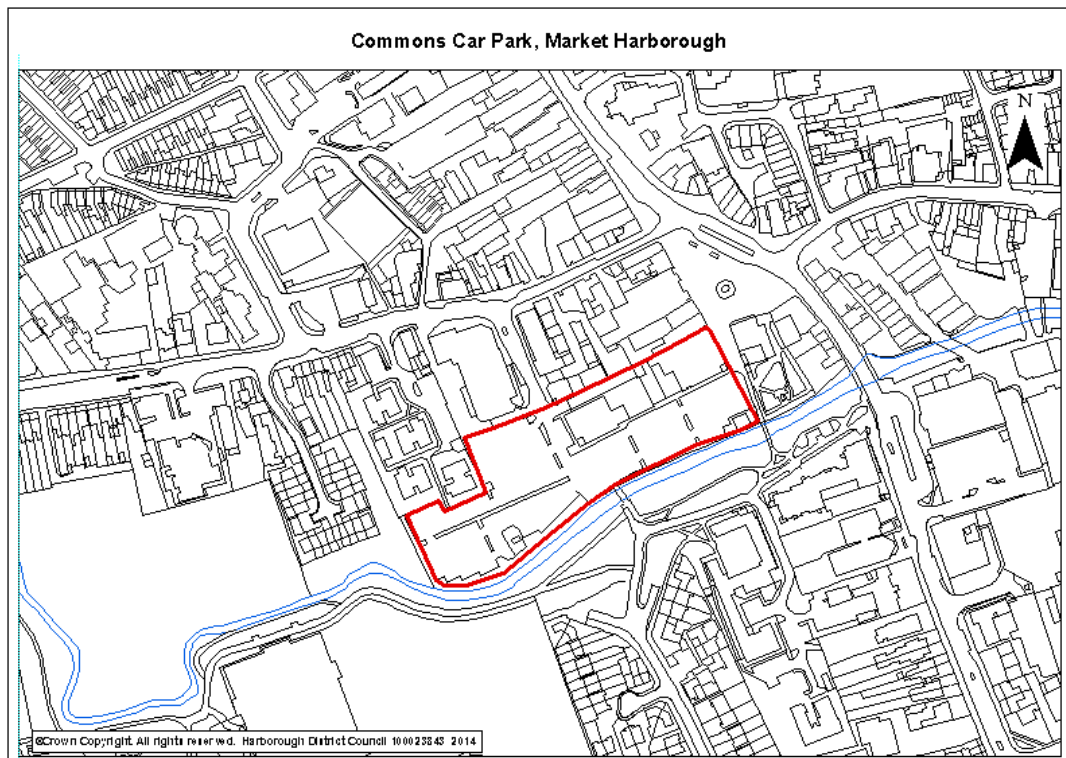 Commons Car Park, Market Harborough
N
©Crown Copyright. All rights reserved. Harborough District Council 100023843 2014